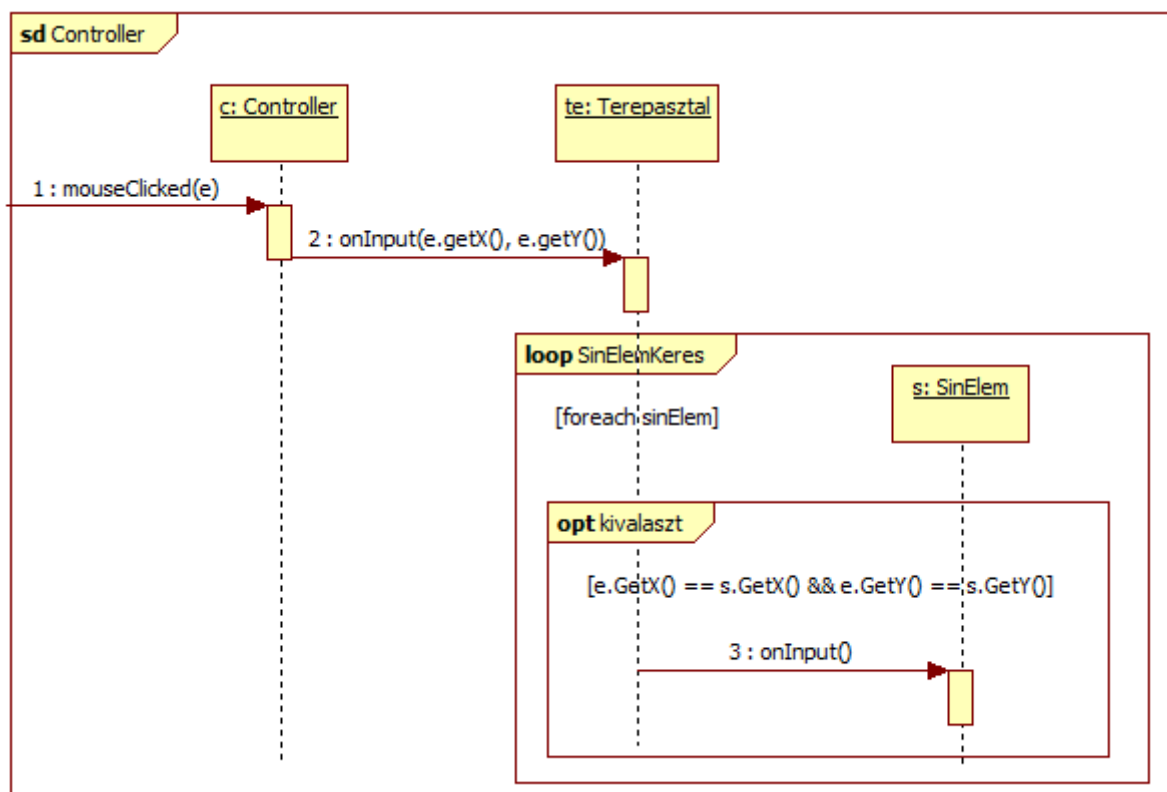 sd Controller
c: Controller
te: Terepasztal
1 : mouseClicked(e)
2 : onInput(e.getX(), e.getY())
loop SinElemKeres
s: SinElem
[foreach sinElem]
opt kivalaszt
[e.GetX() == s.GetX() && e.GetY() == s.GetY()]
3 : onInput()